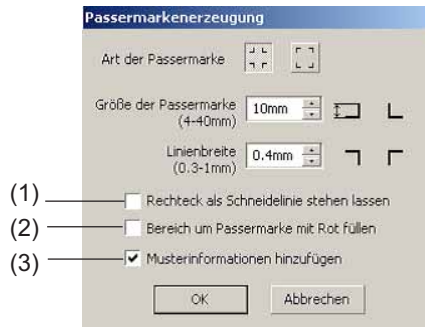 Passermarkenerzeugung
Art der Passermarke
Größe der Passermarke 10mm
(4-40mm)
Linienbreite 0.4mm
(0.3-1mm)
(1) Rechteck als Schneidelinie stehen lassen
(2) Bereich um Passermarke mit Rot füllen
(3) Musterinformationen hinzufügen
OK Abbrechen